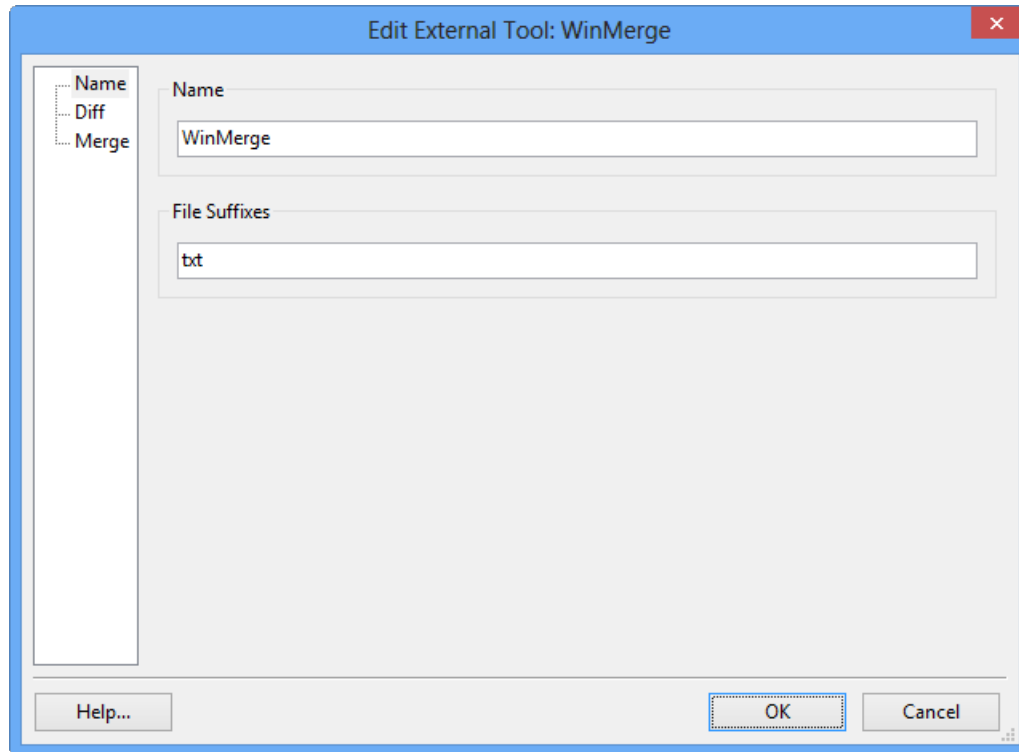 Edit External Tool: WinMerge
Name
Diff
Merge
Name
WinMerge
File Suffixes
txt
Help...
OK
Cancel